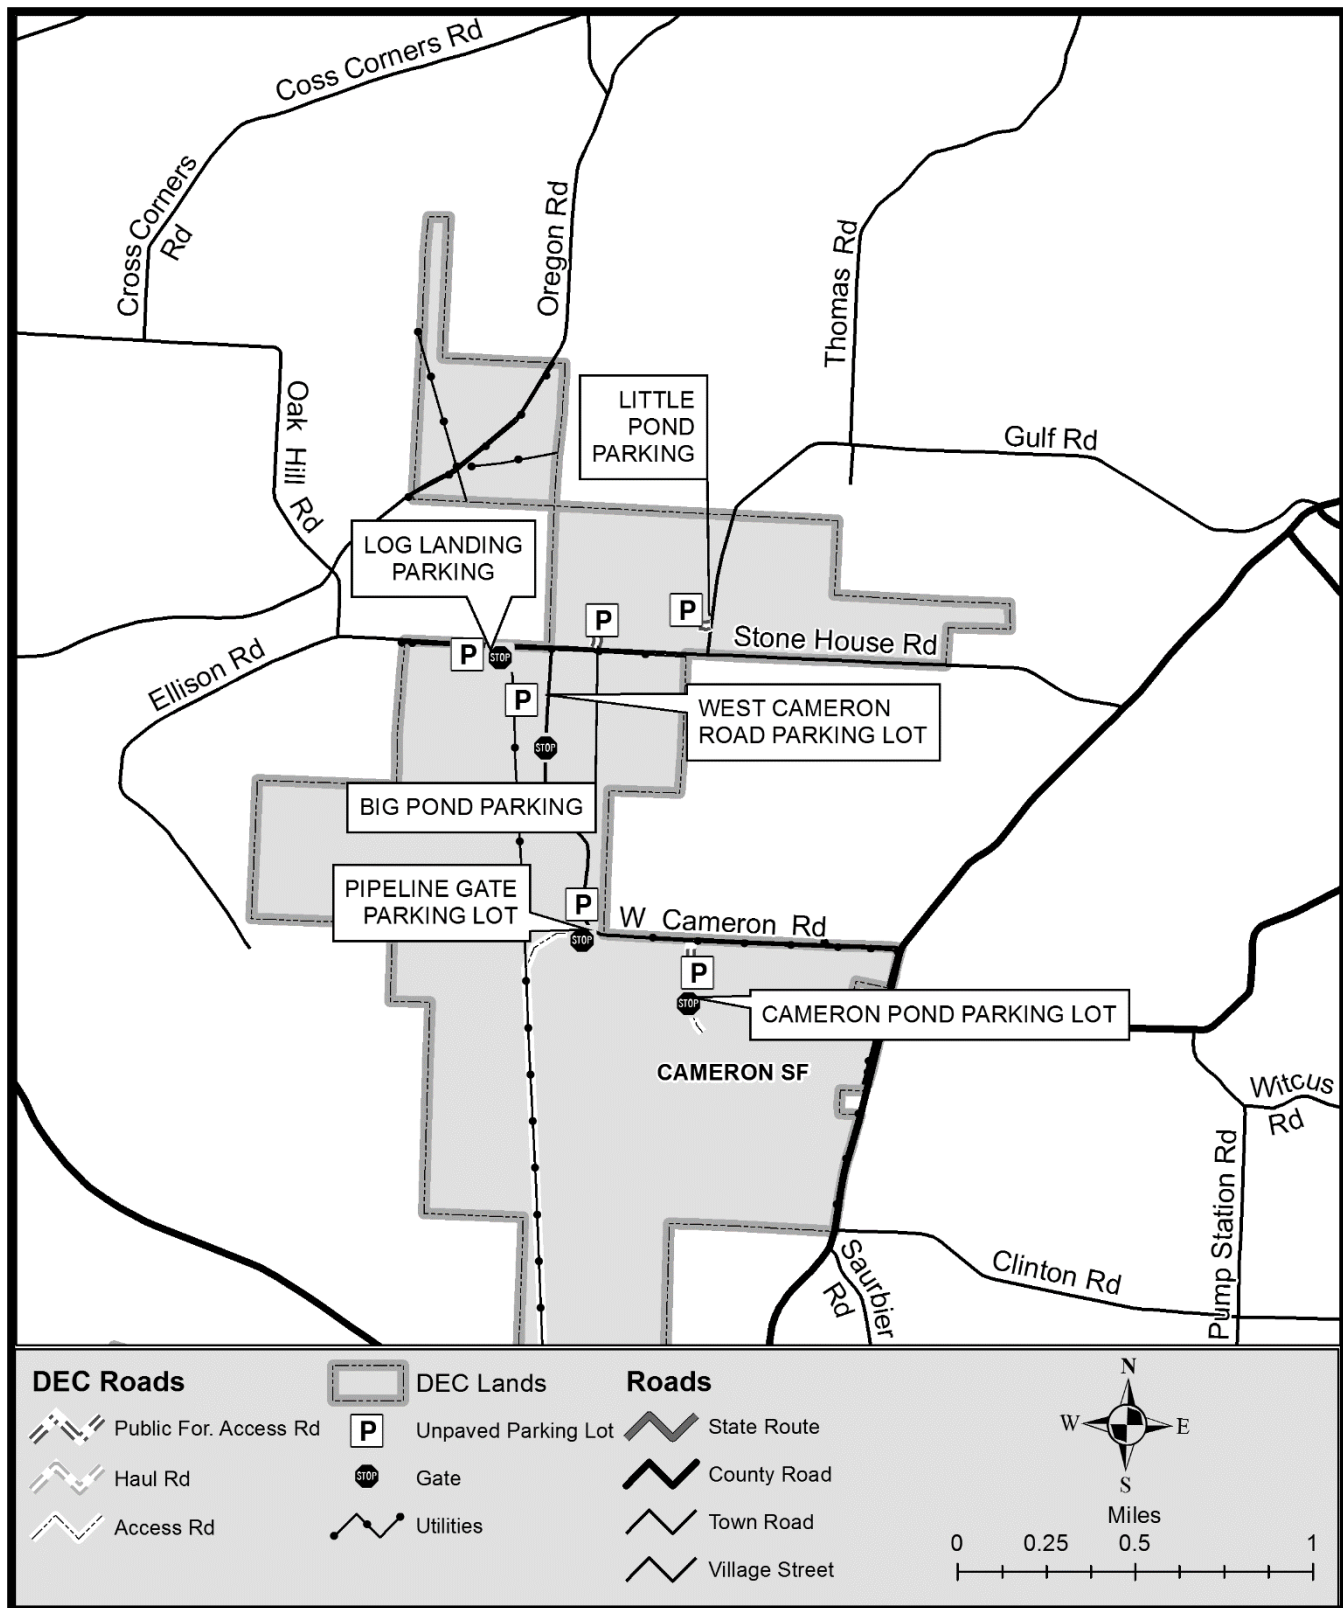 Coss Corners Rd
Cross Corners
Rd
Oregon Rd
Thomas Rd
Oak Hill Rd
LITTLE
POND
PARKING
Gulf Rd
LOG LANDING
PARKING
P
P
Stone House Rd
P
STOP
Ellison Rd
P
WEST CAMERON
ROAD PARKING LOT
STOP
BIG POND PARKING
PIPELINE GATE
PARKING LOT
P
STOP
W Cameron Rd
P
STOP
CAMERON POND PARKING LOT
CAMERON SF
Witcus
Rd
Pump Station Rd
Saurbier
Rd
Clinton Rd
DEC Roads
Public For. Access Rd
Haul Rd
Access Rd
DEC Lands
P
Unpaved Parking Lot
STOP
Gate
Utilities
Roads
State Route
County Road
Town Road
Village Street
N
W
E
S
Miles
0 0.25 0.5 1